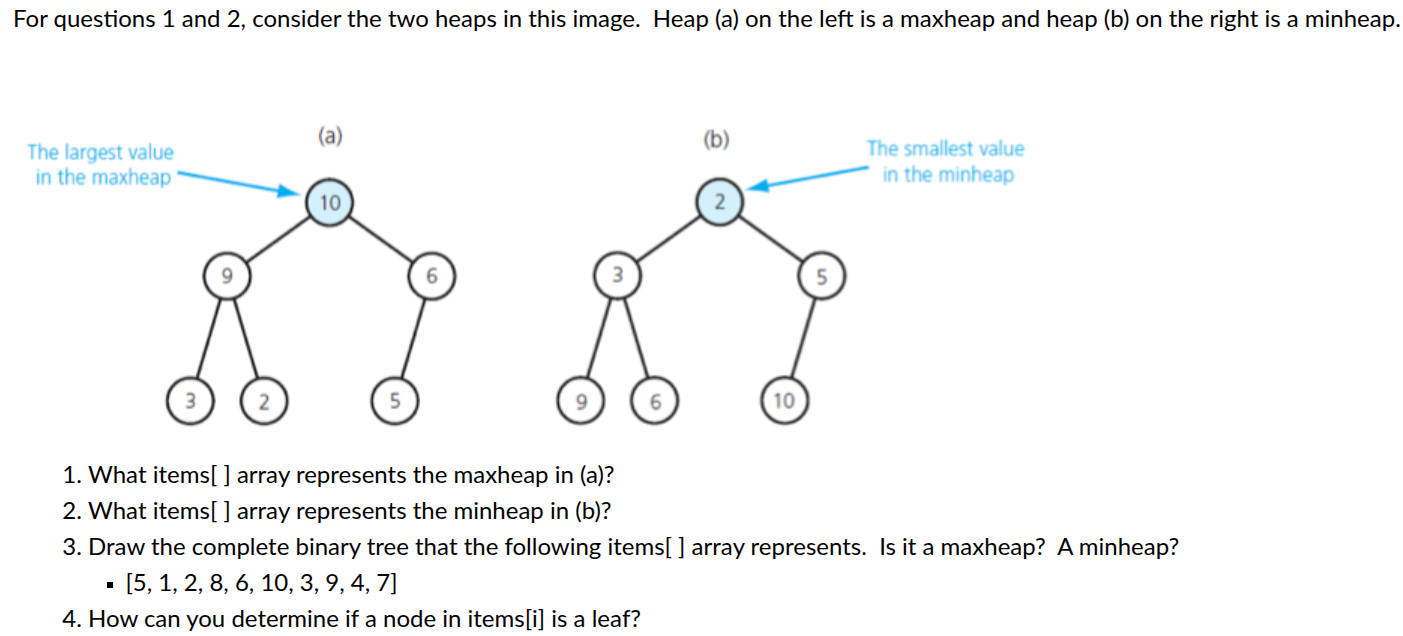 For questions 1 and 2, consider the two heaps in this image.  Heap (a) on the left is a maxheap and heap (b) on the right is a minheap.
(a)
(b)
The largest value
in the maxheap
The smallest value
in the minheap
10
2
9
6
3
5
3
2
5
9
6
10
1. What items[ ] array represents the maxheap in (a)?
2. What items[ ] array represents the minheap in (b)?
3. Draw the complete binary tree that the following items[ ] array represents.  Is it a maxheap?  A minheap?
▪ [5, 1, 2, 8, 6, 10, 3, 9, 4, 7]
4. How can you determine if a node in items[i] is a leaf?